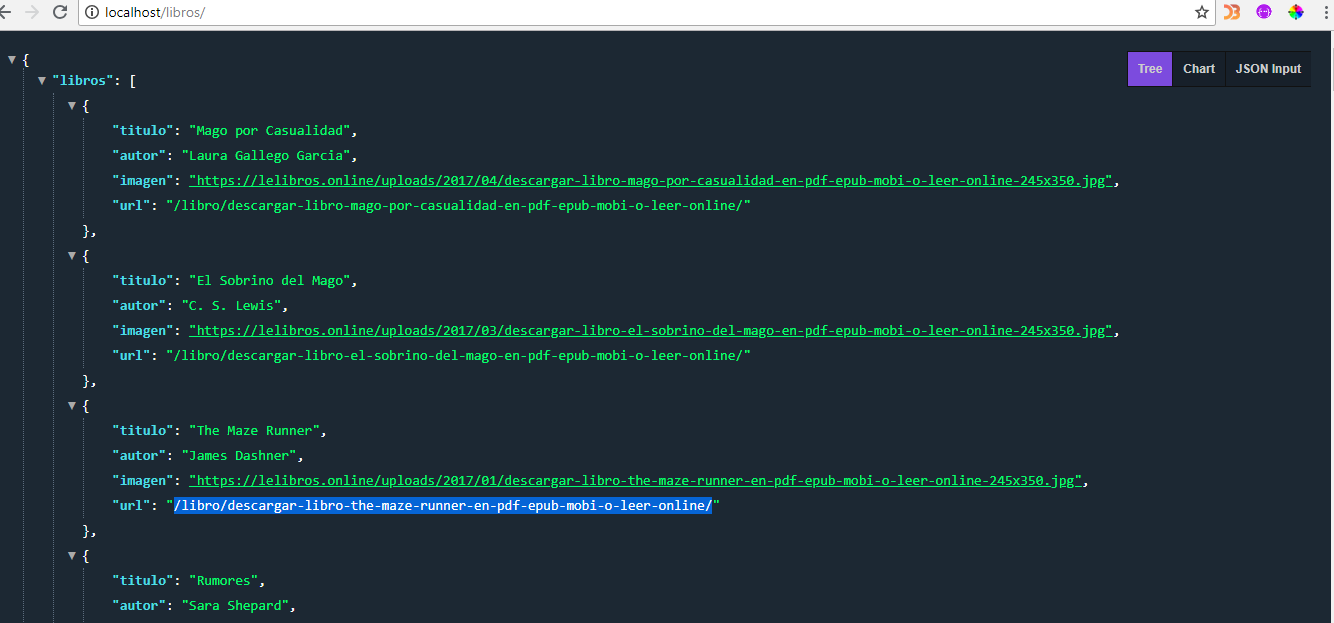 localhost/libros/
{
Tree Chart JSON Input
"libros": [
{
"titulo": "Mago por Casualidad",
"autor": "Laura Gallego Garcia",
"imagen": "https://lelibros.online/uploads/2017/04/descargar-libro-mago-por-casualidad-en-pdf-epub-mobi-o-leer-online-245x350.jpg",
"url": "/libro/descargar-libro-mago-por-casualidad-en-pdf-epub-mobi-o-leer-online/"
},
{
"titulo": "El Sobrino del Mago",
"autor": "C. S. Lewis",
"imagen": "https://lelibros.online/uploads/2017/03/descargar-libro-el-sobrino-del-mago-en-pdf-epub-mobi-o-leer-online-245x350.jpg",
"url": "/libro/descargar-libro-el-sobrino-del-mago-en-pdf-epub-mobi-o-leer-online/"
},
{
"titulo": "The Maze Runner",
"autor": "James Dashner",
"imagen": "https://lelibros.online/uploads/2017/01/descargar-libro-the-maze-runner-en-pdf-epub-mobi-o-leer-online-245x350.jpg",
"url": "/libro/descargar-libro-the-maze-runner-en-pdf-epub-mobi-o-leer-online/"
},
{
"titulo": "Rumores",
"autor": "Sara Shepard",